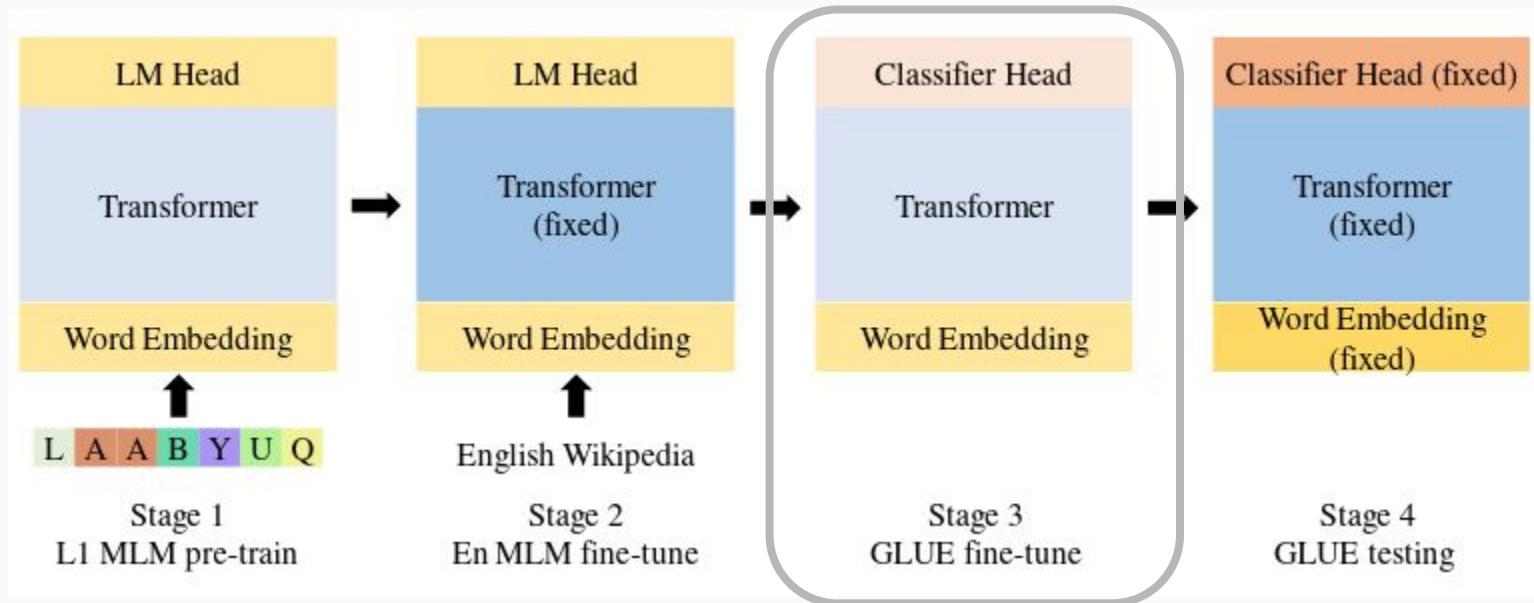 LM Head
Transformer
Word Embedding
L A A B Y U Q
Stage 1
L1 MLM pre-train
LM Head
Transformer
(fixed)
Word Embedding
English Wikipedia
Stage 2
En MLM fine-tune
Classifier Head
Transformer
Word Embedding
Stage 3
GLUE fine-tune
Classifier Head (fixed)
Transformer
(fixed)
Word Embedding
(fixed)
Stage 4
GLUE testing